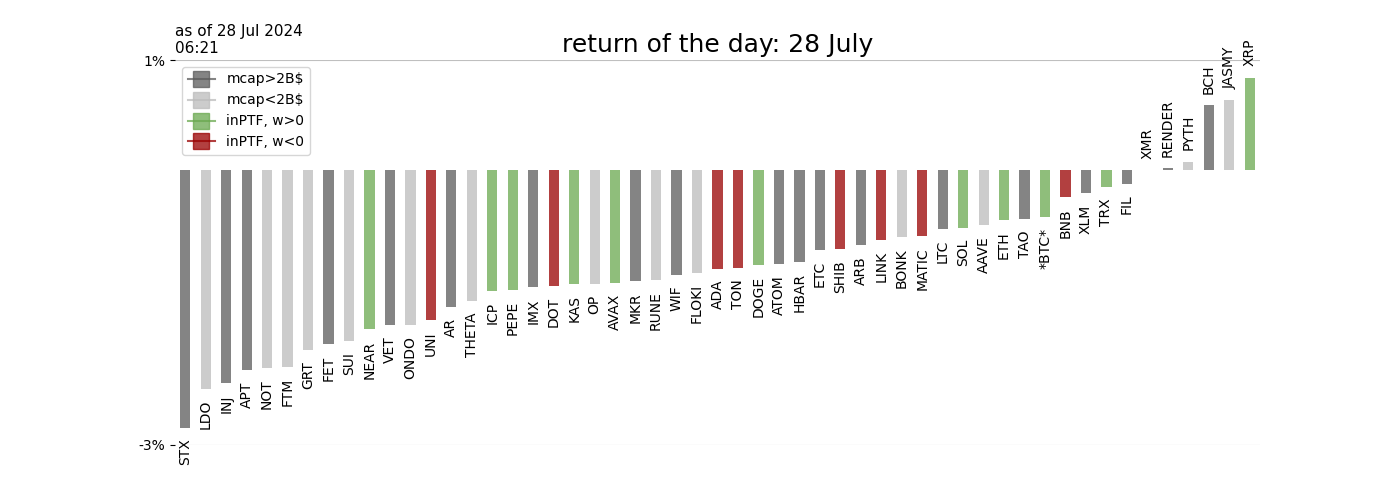 as of 28 Jul 2024
06:21
return of the day: 28 July
1%
mcap>2B$
mcap<2B$
inPTF, w>0
inPTF, w<0
-3%
STX
LDO
INJ
APT
NOT
FTM
GRT
FET
SUI
NEAR
VET
ONDO
UNI
AR
THETA
ICP
PEPE
IMX
DOT
KAS
OP
AVAX
MKR
RUNE
WIF
FLOKI
ADA
TON
DOGE
ATOM
HBAR
ETC
SHIB
ARB
LINK
BONK
MATIC
LTC
SOL
AAVE
ETH
TAO
*BTC*
BNB
XLM
TRX
FIL
XMR
RENDER
PYTH
BCH
JASMY
XRP